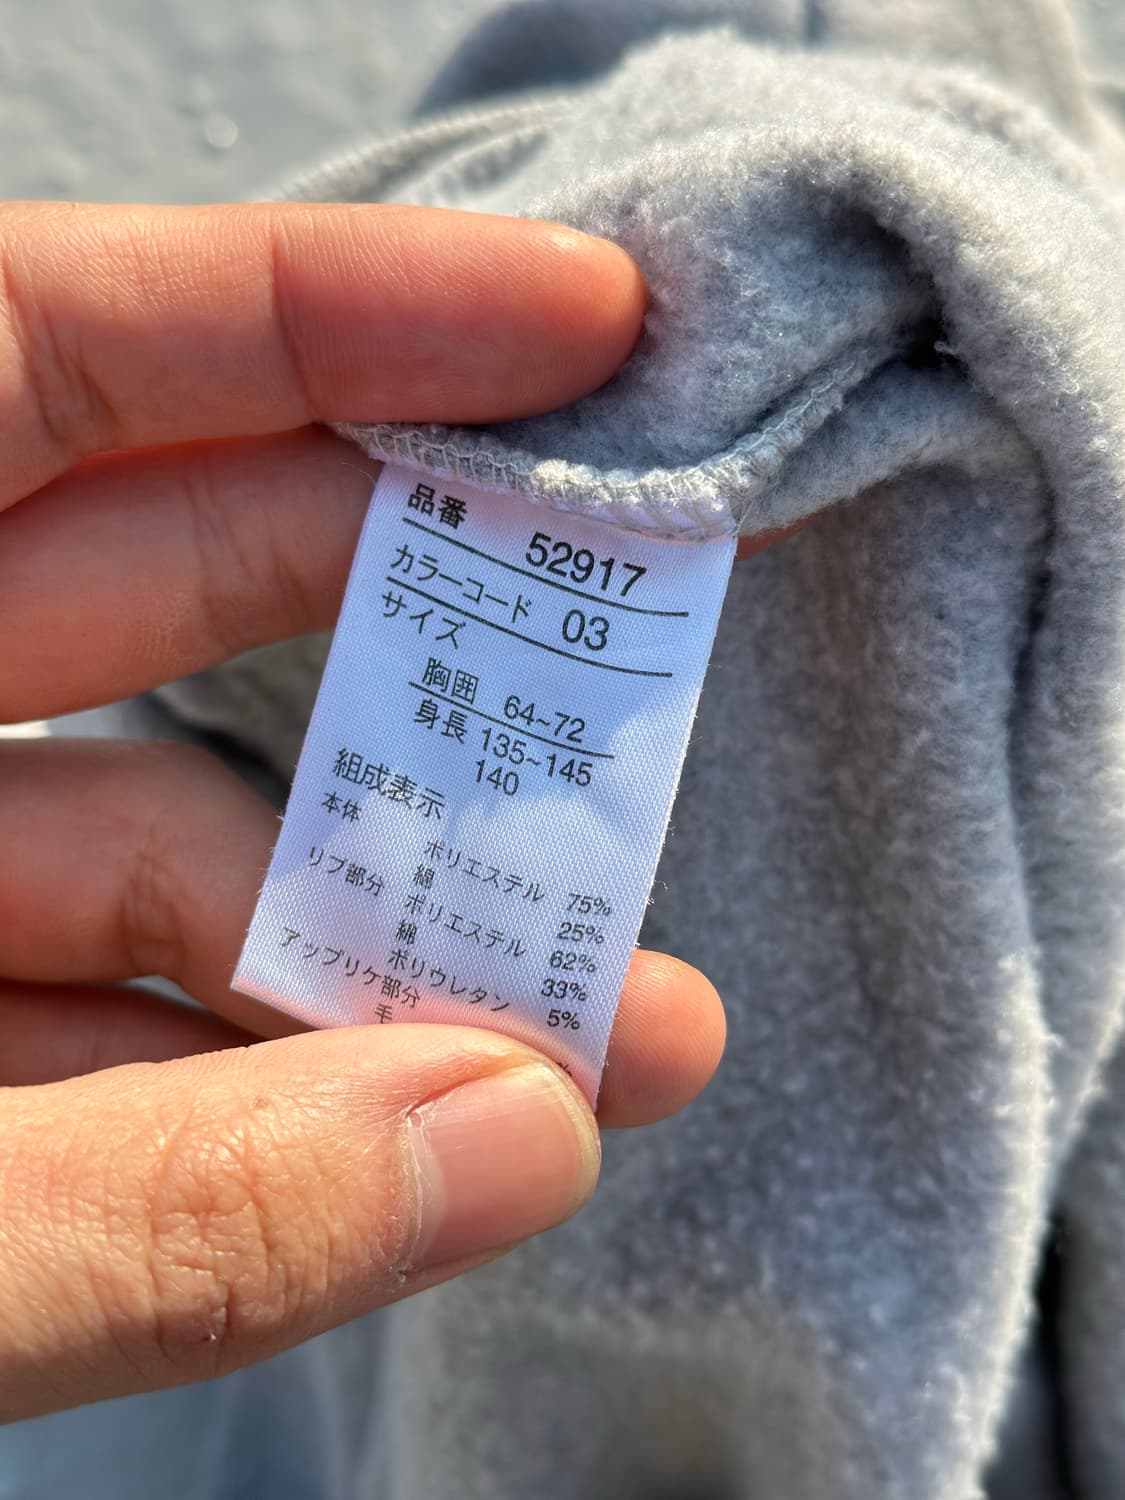 品番 52917
カラーコード 03
サイズ
胸囲 64~72
身長 135~145
140
組成表示
本体
ポリエステル 75%
綿 25%
リブ部分
ポリエステル 62%
綿 33%
ポリウレタン 5%
アップリケ部分
毛